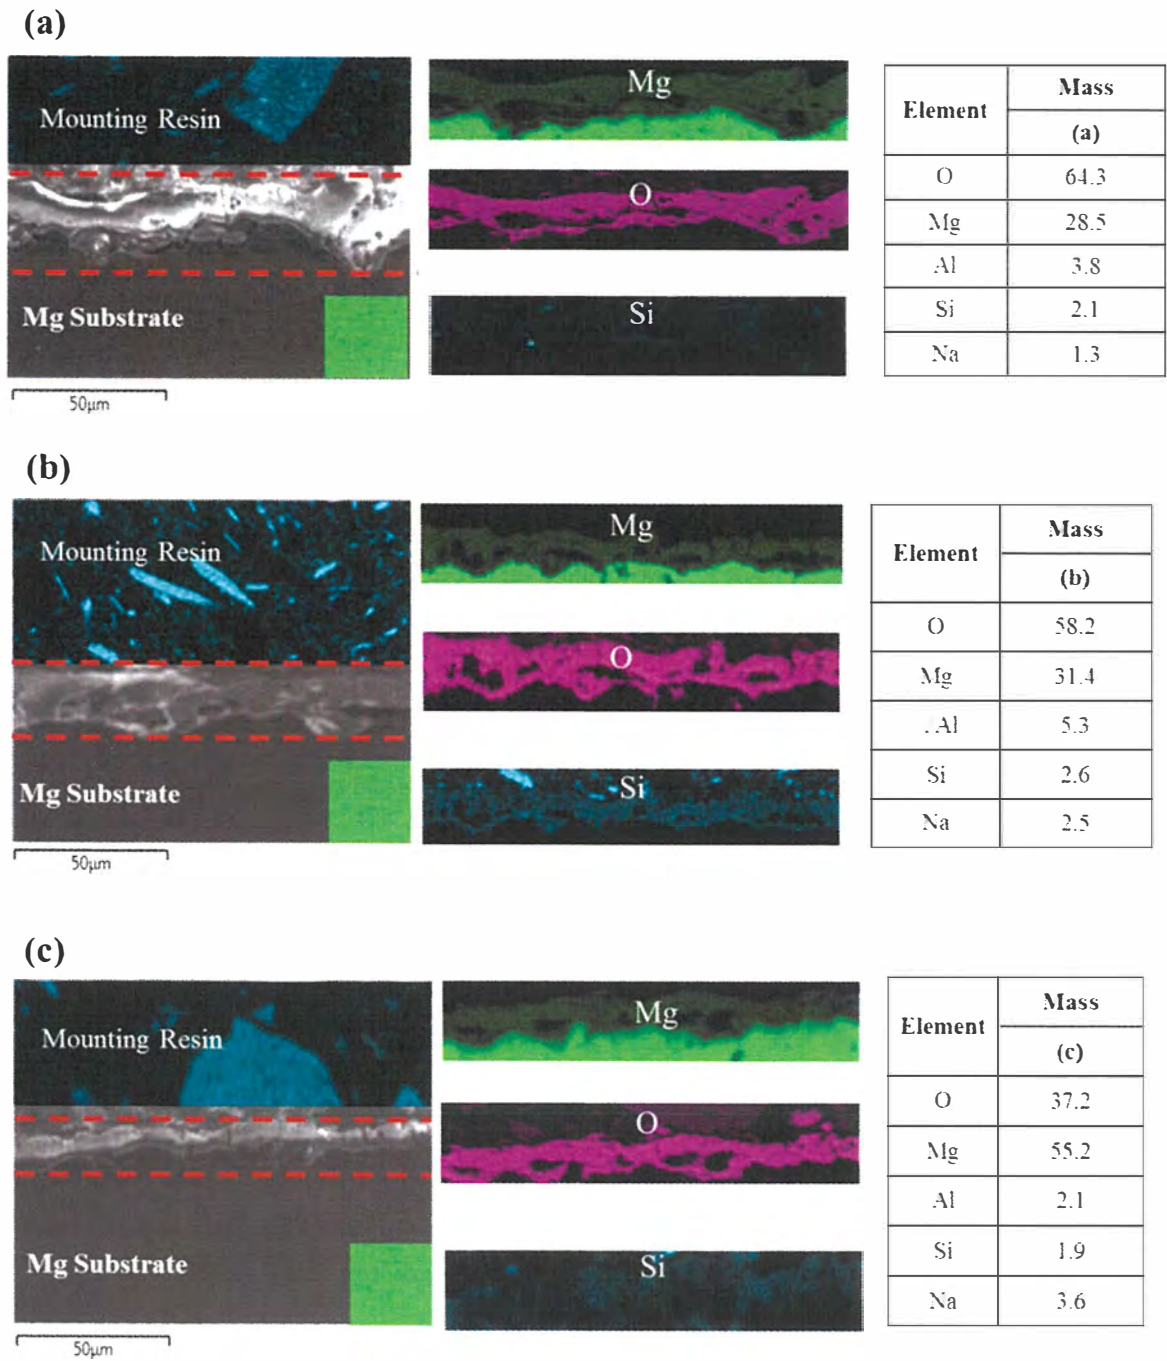 (a)
Mounting Resin
Mg Substrate
50µm
Mg
O
Si
Element Mass
(a)
O 64.3
Mg 28.5
Al 3.8
Si 2.1
Na 1.3
(b)
Mounting Resin
Mg Substrate
50µm
Mg
O
Si
Element Mass
(b)
O 58.2
Mg 31.4
Al 5.3
Si 2.6
Na 2.5
(c)
Mounting Resin
Mg Substrate
50µm
Mg
O
Si
Element Mass
(c)
O 37.2
Mg 55.2
Al 2.1
Si 1.9
Na 3.6